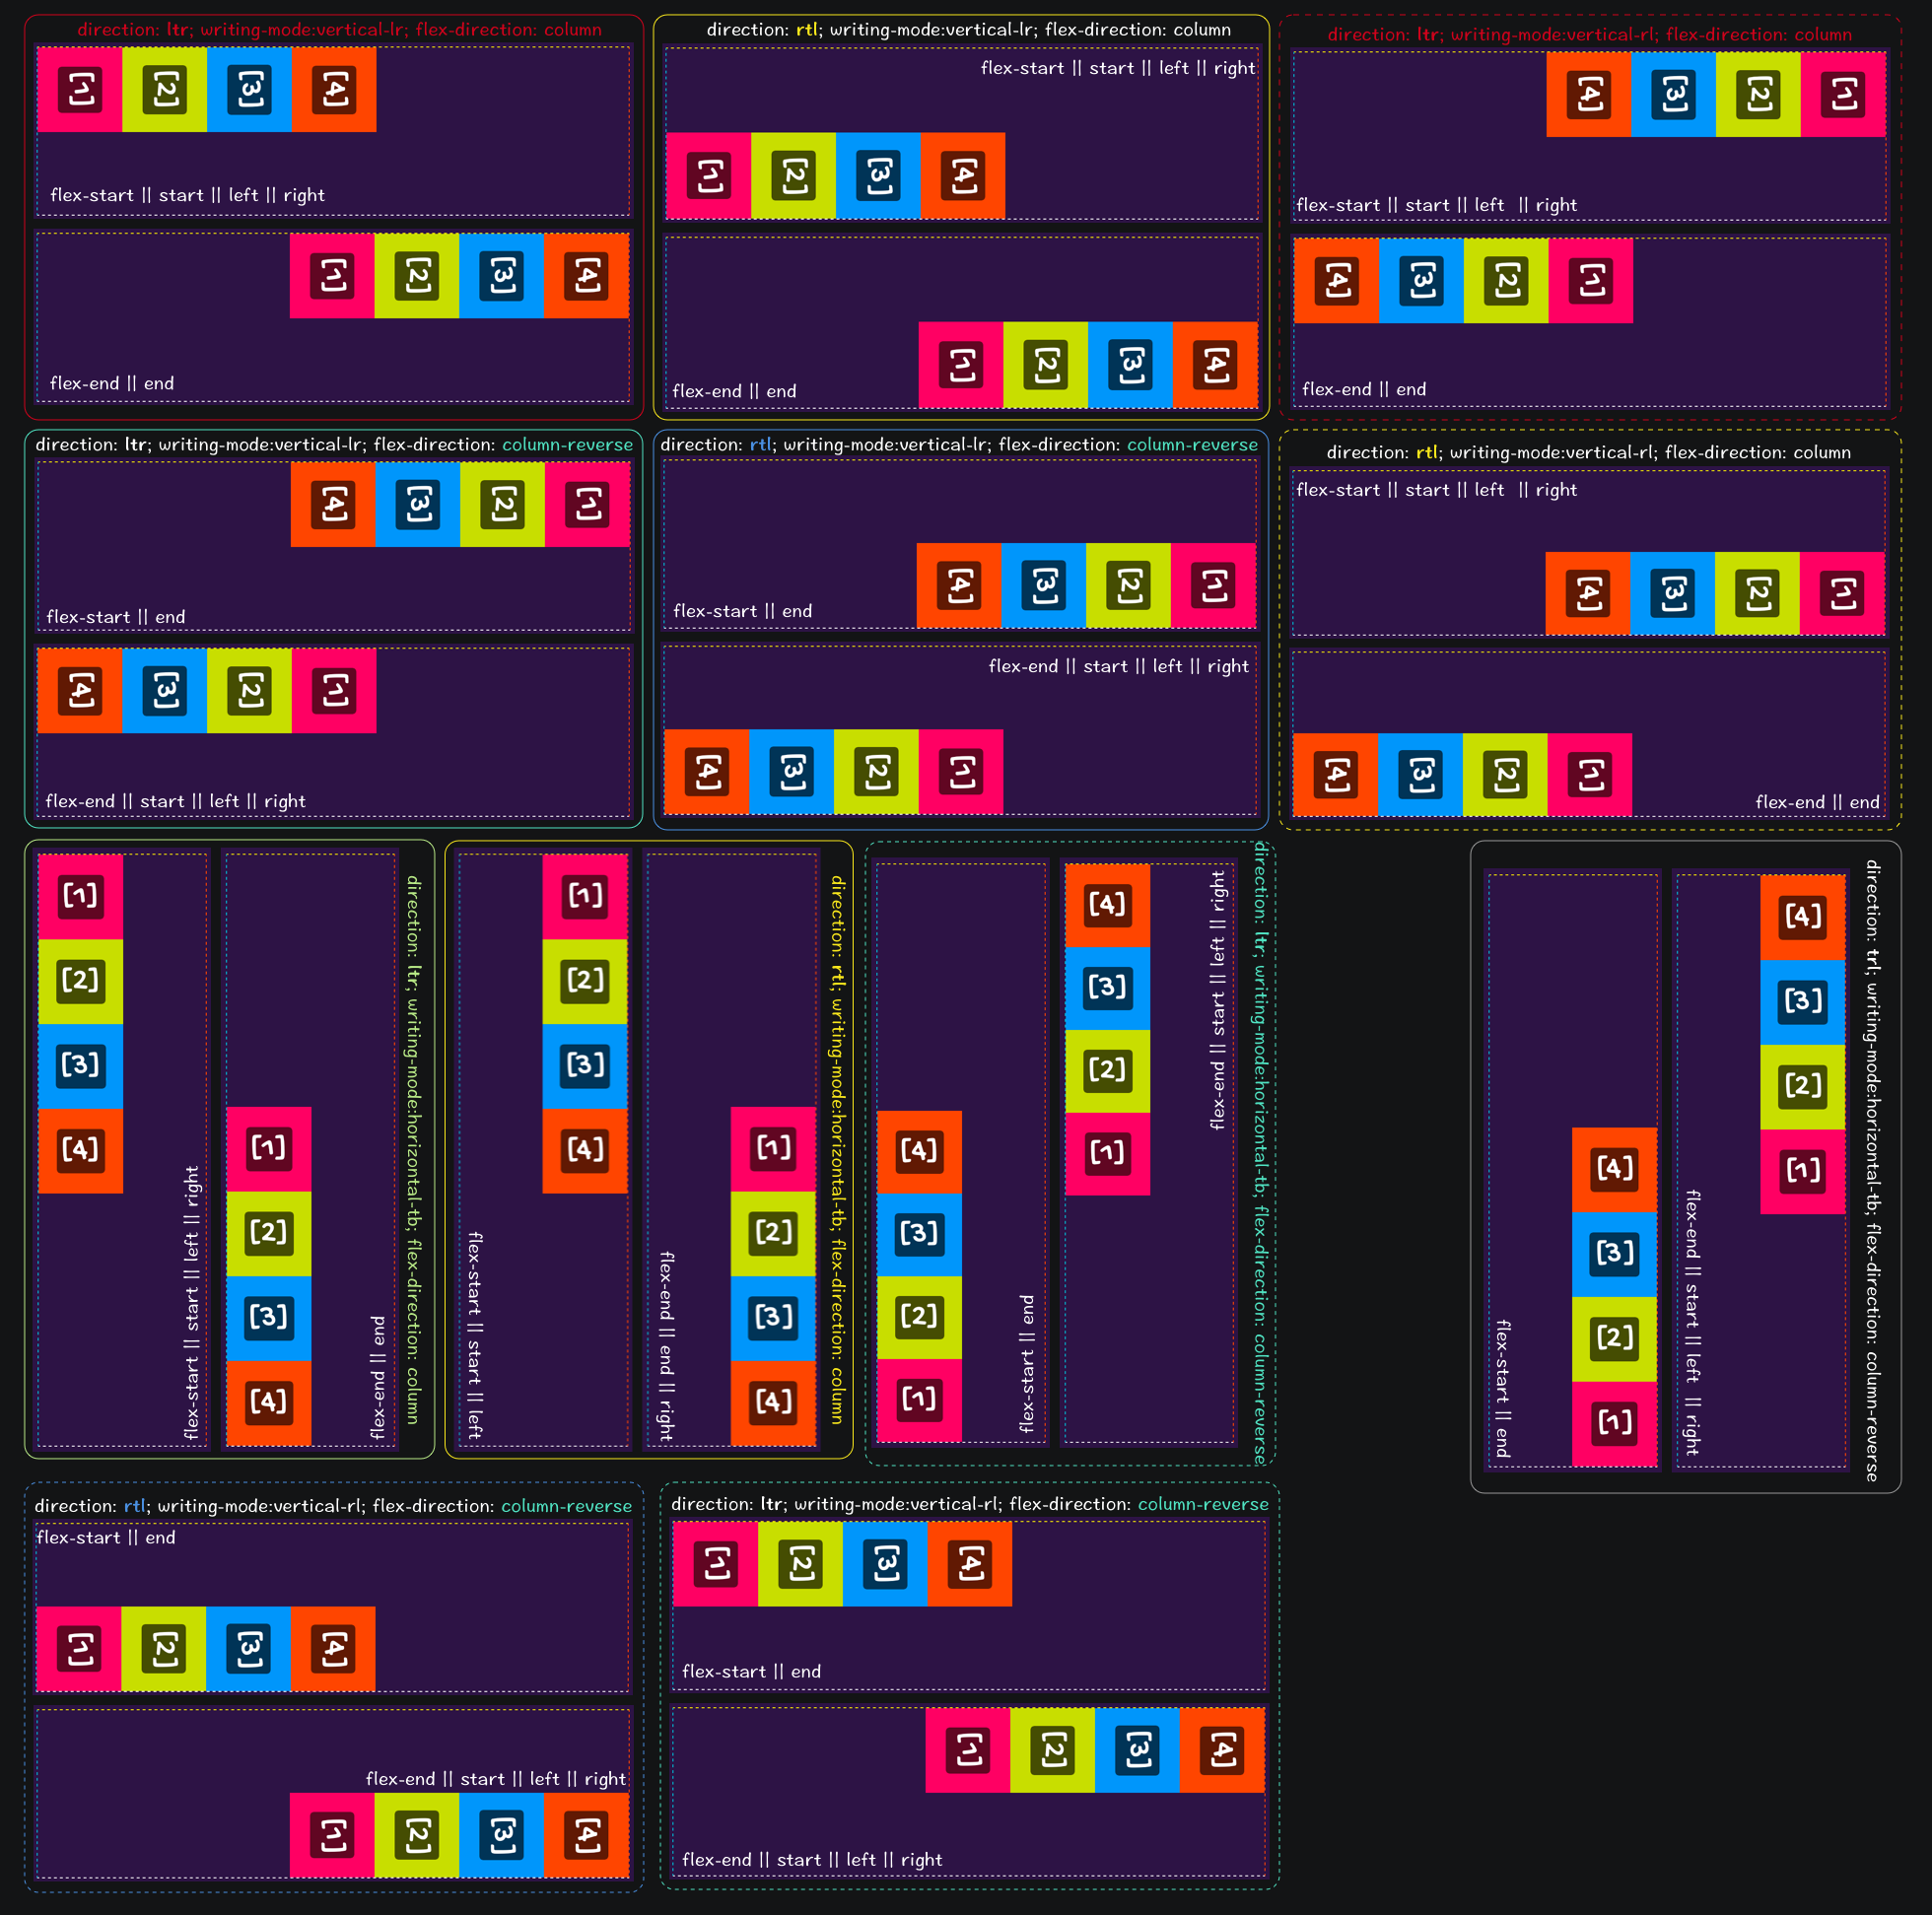 direction: ltr; writing-mode:vertical-lr; flex-direction: column
[1] [2] [3] [4]
flex-start || start || left || right
[1] [2] [3] [4]
flex-end || end
direction: rtl; writing-mode:vertical-lr; flex-direction: column
flex-start || start || left || right
[1] [2] [3] [4]
[1] [2] [3] [4]
flex-end || end
direction: ltr; writing-mode:vertical-rl; flex-direction: column
[4] [3] [2] [1]
flex-start || start || left || right
[4] [3] [2] [1]
flex-end || end
direction: ltr; writing-mode:vertical-lr; flex-direction: column-reverse
[4] [3] [2] [1]
flex-start || end
[4] [3] [2] [1]
flex-end || start || left || right
direction: rtl; writing-mode:vertical-lr; flex-direction: column-reverse
[4] [3] [2] [1]
flex-start || end
flex-end || start || left || right
[4] [3] [2] [1]
direction: rtl; writing-mode:vertical-rl; flex-direction: column
flex-start || start || left || right
[4] [3] [2] [1]
[4] [3] [2] [1]
flex-end || end
[1]
[2]
[3]
[4]
flex-start || start || left || right
[1]
[2]
[3]
[4]
flex-end || end
direction: ltr; writing-mode:horizontal-tb; flex-direction: column
flex-start || start || left
[1]
[2]
[3]
[4]
flex-end || end || right
[1]
[2]
[3]
[4]
direction: rtl; writing-mode:horizontal-tb; flex-direction: column
[4]
[3]
[2]
[1]
flex-start || end
[4]
[3]
[2]
[1]
flex-end || start || left || right
direction: ltr; writing-mode:horizontal-tb; flex-direction: column-reverse
flex-start || end
[4]
[3]
[2]
[1]
flex-end || start || left || right
[4]
[3]
[2]
[1]
direction: trl; writing-mode:horizontal-tb; flex-direction: column-reverse
direction: rtl; writing-mode:vertical-rl; flex-direction: column-reverse
flex-start || end
[1] [2] [3] [4]
flex-end || start || left || right
[1] [2] [3] [4]
direction: ltr; writing-mode:vertical-rl; flex-direction: column-reverse
[1] [2] [3] [4]
flex-start || end
[1] [2] [3] [4]
flex-end || start || left || right